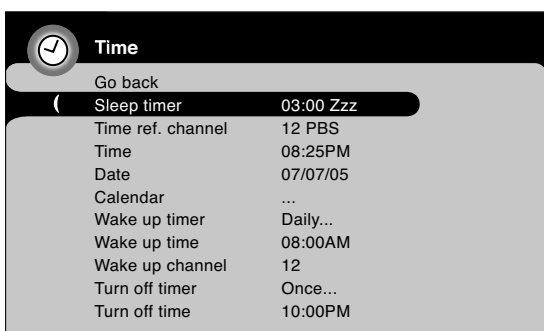 Time
Go back
Sleep timer 03:00 Zzz
Time ref. channel 12 PBS
Time 08:25PM
Date 07/07/05
Calendar ...
Wake up timer Daily...
Wake up time 08:00AM
Wake up channel 12
Turn off timer Once...
Turn off time 10:00PM